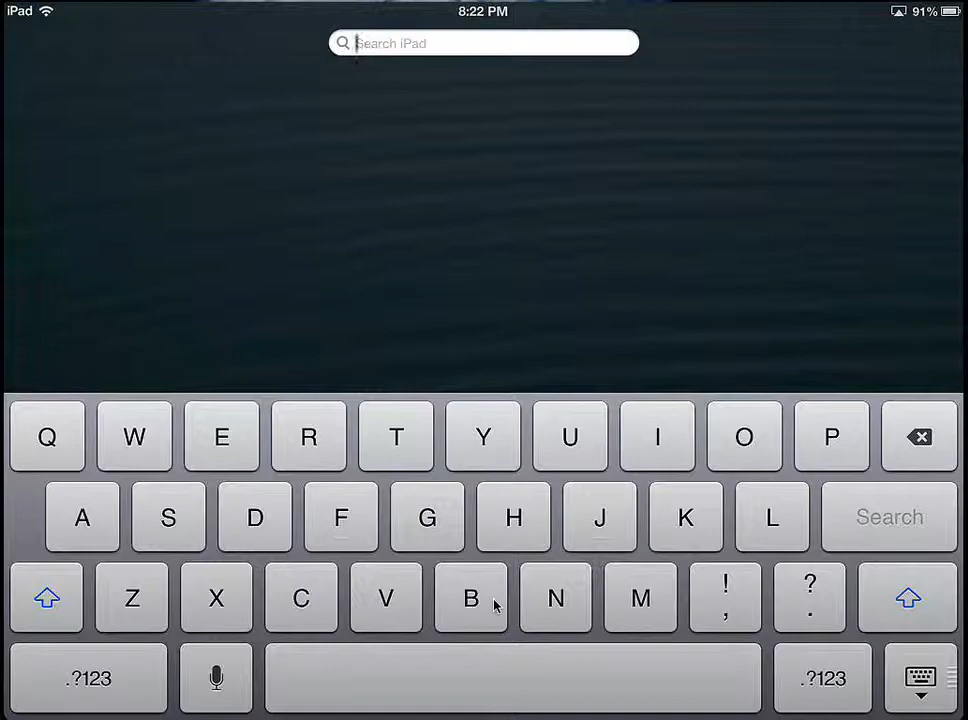 iPad 8:22 PM 91%
Search iPad
Q W E R T Y U I O P
A S D F G H J K L Search
Z X C V B N M ! , ? .
.?123 .?123